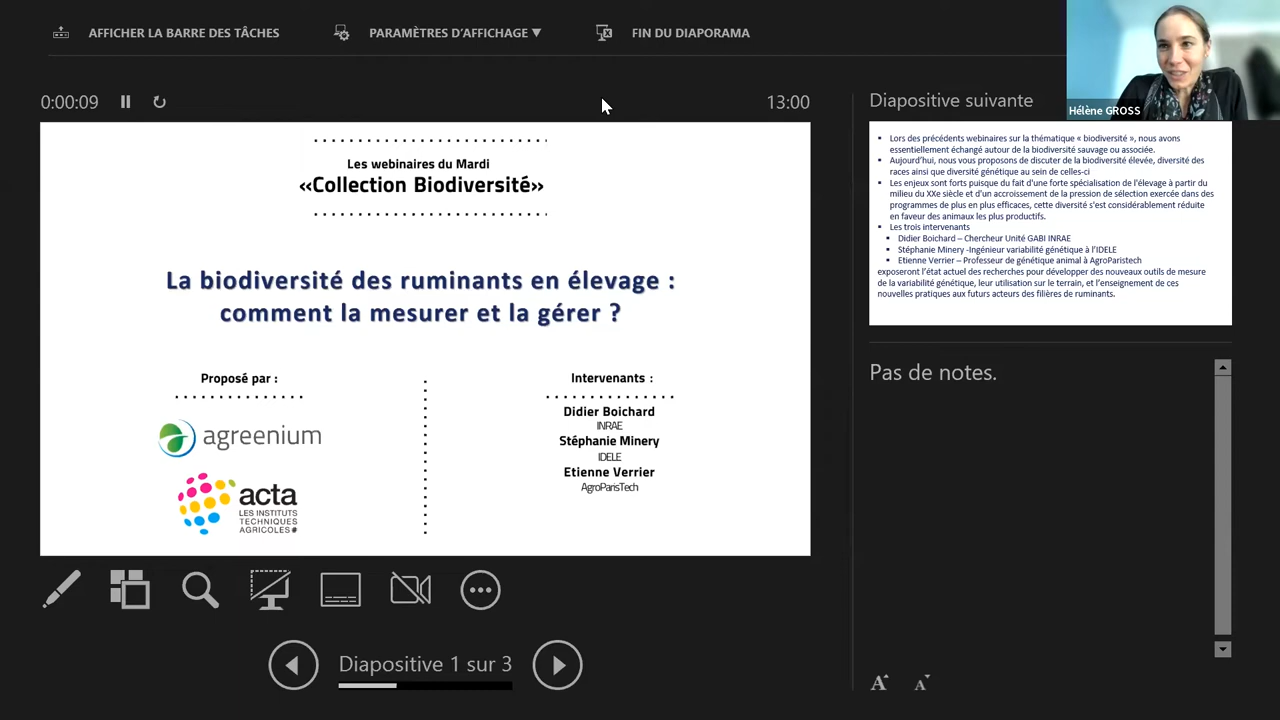 AFFICHER LA BARRE DES TÂCHES
PARAMÈTRES D'AFFICHAGE ▼
FIN DU DIAPORAMA
Hélène GROSS
0:00:09
13:00
Les webinaires du Mardi
«Collection Biodiversité»
La biodiversité des ruminants en élevage :
comment la mesurer et la gérer ?
Proposé par :
agreenium
acta
LES INSTITUTS
TECHNIQUES
AGRICOLES
Intervenants :
Didier Boichard
INRAE
Stéphanie Minery
IDELE
Etienne Verrier
AgroParisTech
Diapositive 1 sur 3
Diapositive suivante
▪ Lors des précédents webinaires sur la thématique « biodiversité », nous avons
essentiellement échangé autour de la biodiversité sauvage ou associée.
▪ Aujourd'hui, nous vous proposons de discuter de la biodiversité élevée, diversité des
races ainsi que diversité génétique au sein de celles-ci
▪ Les enjeux sont forts puisque du fait d'une forte spécialisation de l'élevage à partir du
milieu du XXe siècle et d'un accroissement de la pression de sélection exercée dans des
programmes de plus en plus efficaces, cette diversité s'est considérablement réduite
en faveur des animaux les plus productifs.
▪ Les trois intervenants
▪ Didier Boichard – Chercheur Unité GABI INRAE
▪ Stéphanie Minery -Ingénieur variabilité génétique à l'IDELE
▪ Etienne Verrier – Professeur de génétique animal à AgroParistech
exposeront l'état actuel des recherches pour développer des nouveaux outils de mesure
de la variabilité génétique, leur utilisation sur le terrain, et l'enseignement de ces
nouvelles pratiques aux futurs acteurs des filières de ruminants.
Pas de notes.
A A